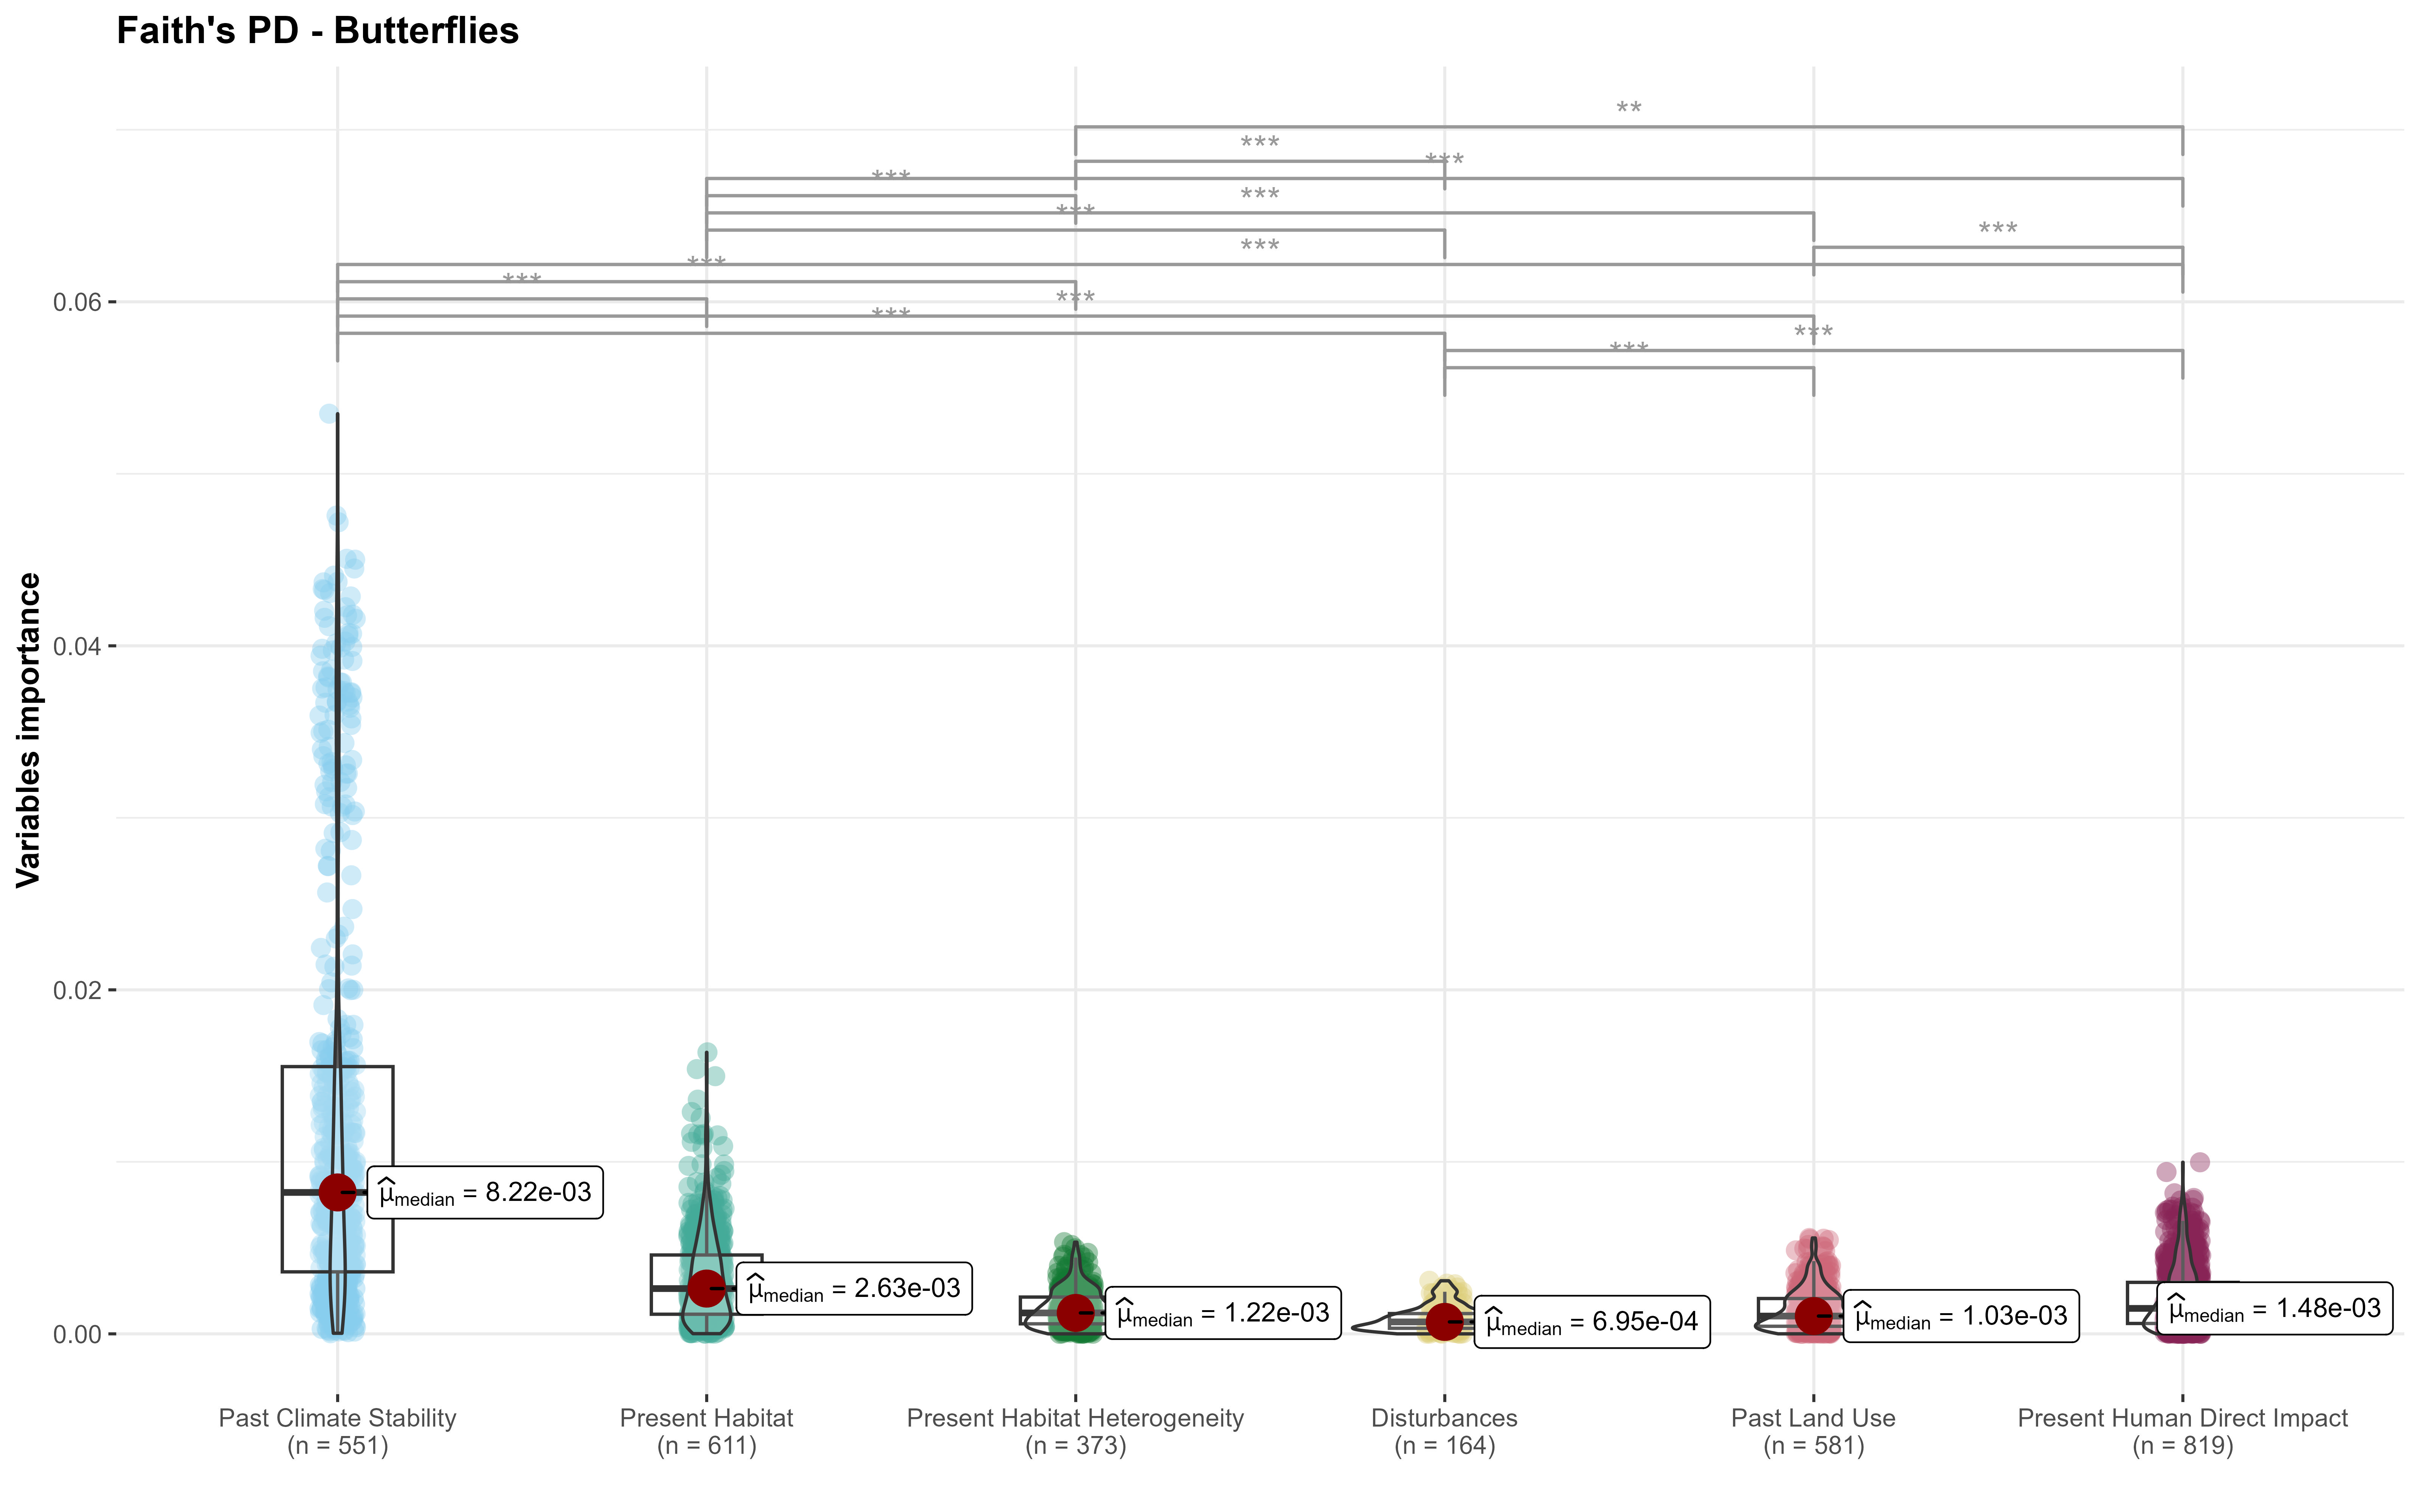 Faith's PD - Butterflies
**
***
***
***
***
***
***
***
***
***
***
***
***
***
Variables importance
0.06
0.04
0.02
0.00
μ̂median = 8.22e-03
μ̂median = 2.63e-03
μ̂median = 1.22e-03
μ̂median = 6.95e-04
μ̂median = 1.03e-03
μ̂median = 1.48e-03
Past Climate Stability
(n = 551)
Present Habitat
(n = 611)
Present Habitat Heterogeneity
(n = 373)
Disturbances
(n = 164)
Past Land Use
(n = 581)
Present Human Direct Impact
(n = 819)